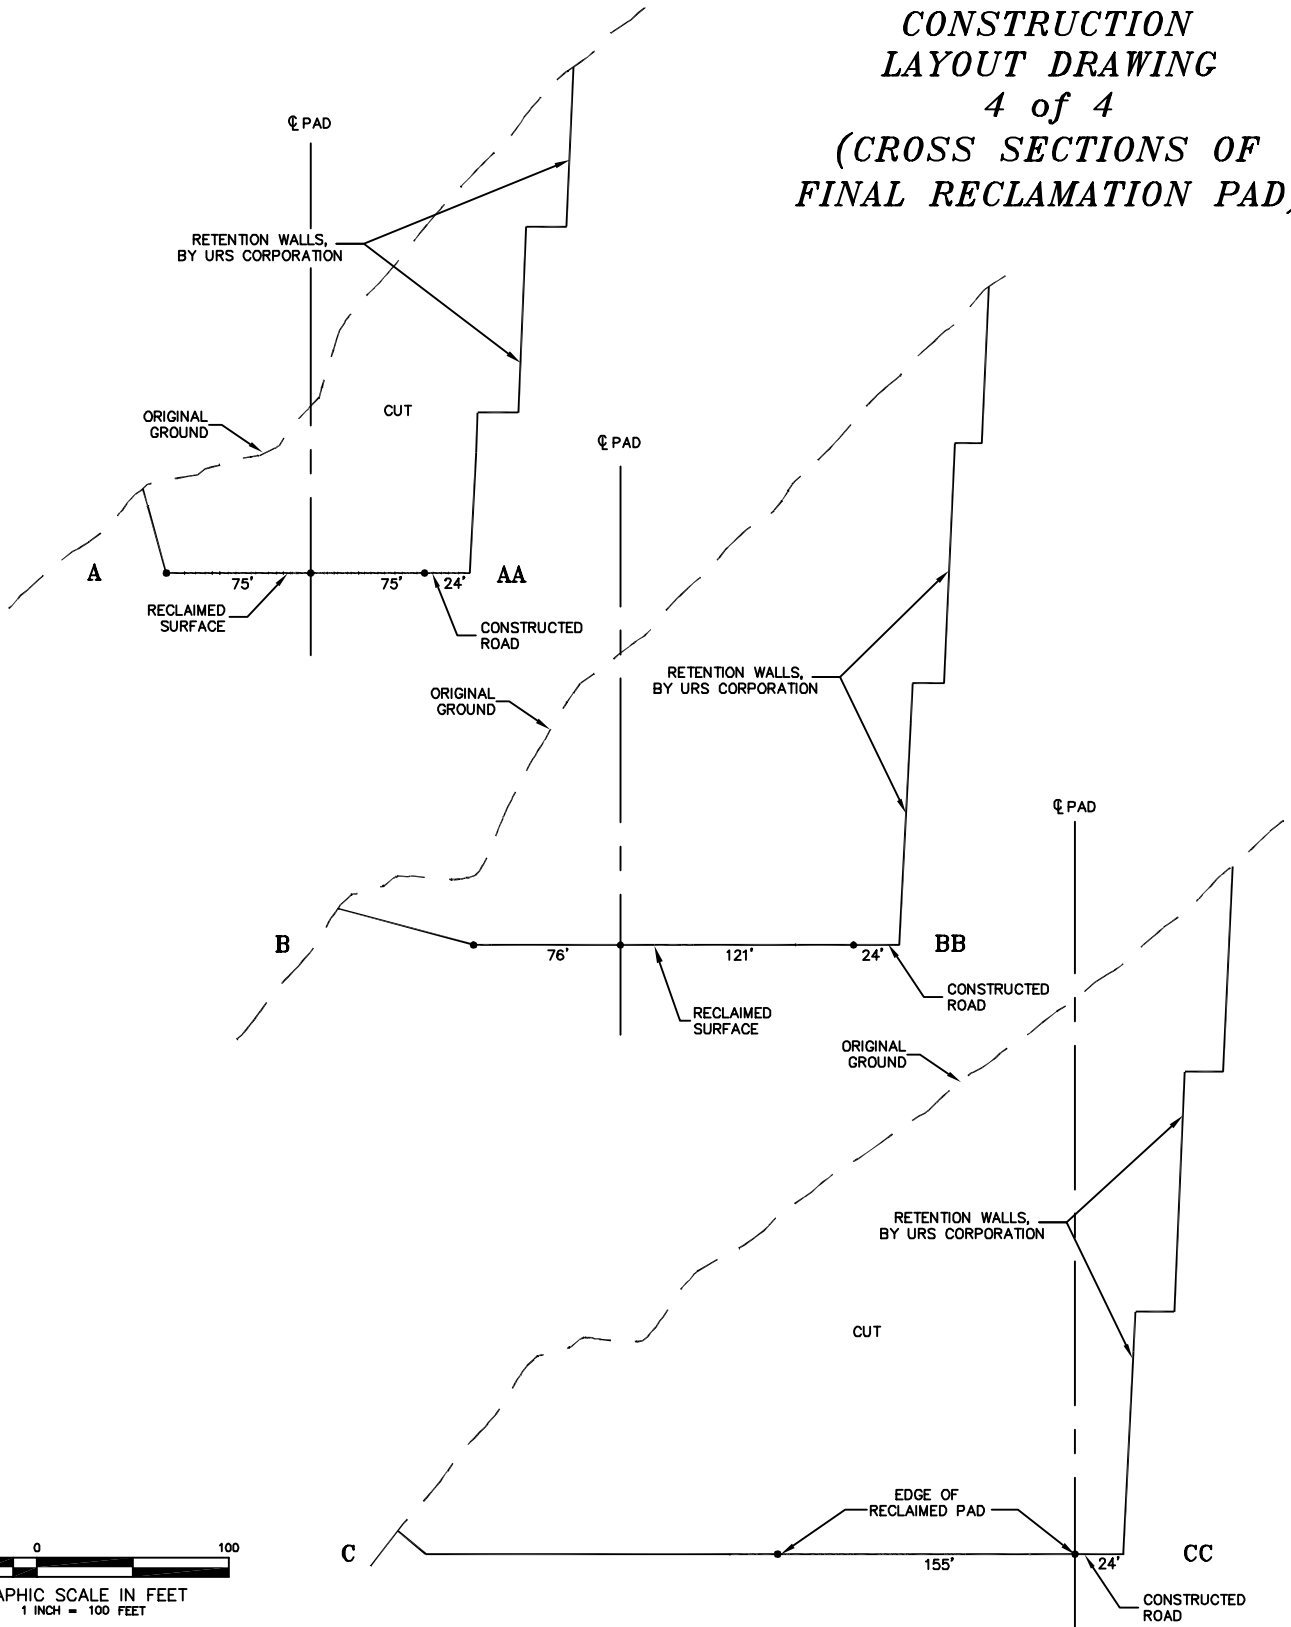 CONSTRUCTION
LAYOUT DRAWING
4 of 4
(CROSS SECTIONS OF
FINAL RECLAMATION PAD)
℄ PAD
RETENTION WALLS,
BY URS CORPORATION
ORIGINAL
GROUND
CUT
A
75'
75'
24'
AA
RECLAIMED
SURFACE
CONSTRUCTED
ROAD
℄ PAD
ORIGINAL
GROUND
RETENTION WALLS,
BY URS CORPORATION
B
76'
121'
24'
BB
RECLAIMED
SURFACE
CONSTRUCTED
ROAD
℄ PAD
ORIGINAL
GROUND
RETENTION WALLS,
BY URS CORPORATION
CUT
EDGE OF
RECLAIMED PAD
C
155'
24'
CC
CONSTRUCTED
ROAD
0
100
APHIC SCALE IN FEET
1 INCH = 100 FEET